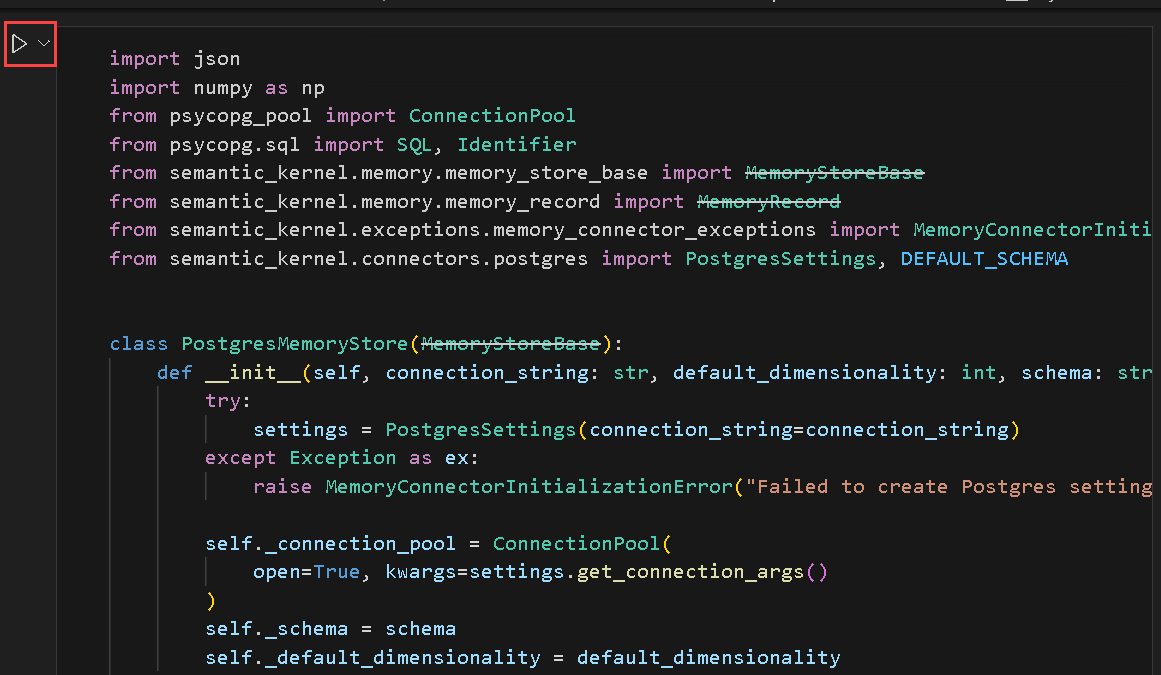 import json
import numpy as np
from psycopg_pool import ConnectionPool
from psycopg.sql import SQL, Identifier
from semantic_kernel.memory.memory_store_base import MemoryStoreBase
from semantic_kernel.memory.memory_record import MemoryRecord
from semantic_kernel.exceptions.memory_connector_exceptions import MemoryConnectorIniti
from semantic_kernel.connectors.postgres import PostgresSettings, DEFAULT_SCHEMA
class PostgresMemoryStore(MemoryStoreBase):
def __init__(self, connection_string: str, default_dimensionality: int, schema: str
try:
settings = PostgresSettings(connection_string=connection_string)
except Exception as ex:
raise MemoryConnectorInitializationError("Failed to create Postgres setting
self._connection_pool = ConnectionPool(
open=True, kwargs=settings.get_connection_args()
)
self._schema = schema
self._default_dimensionality = default_dimensionality